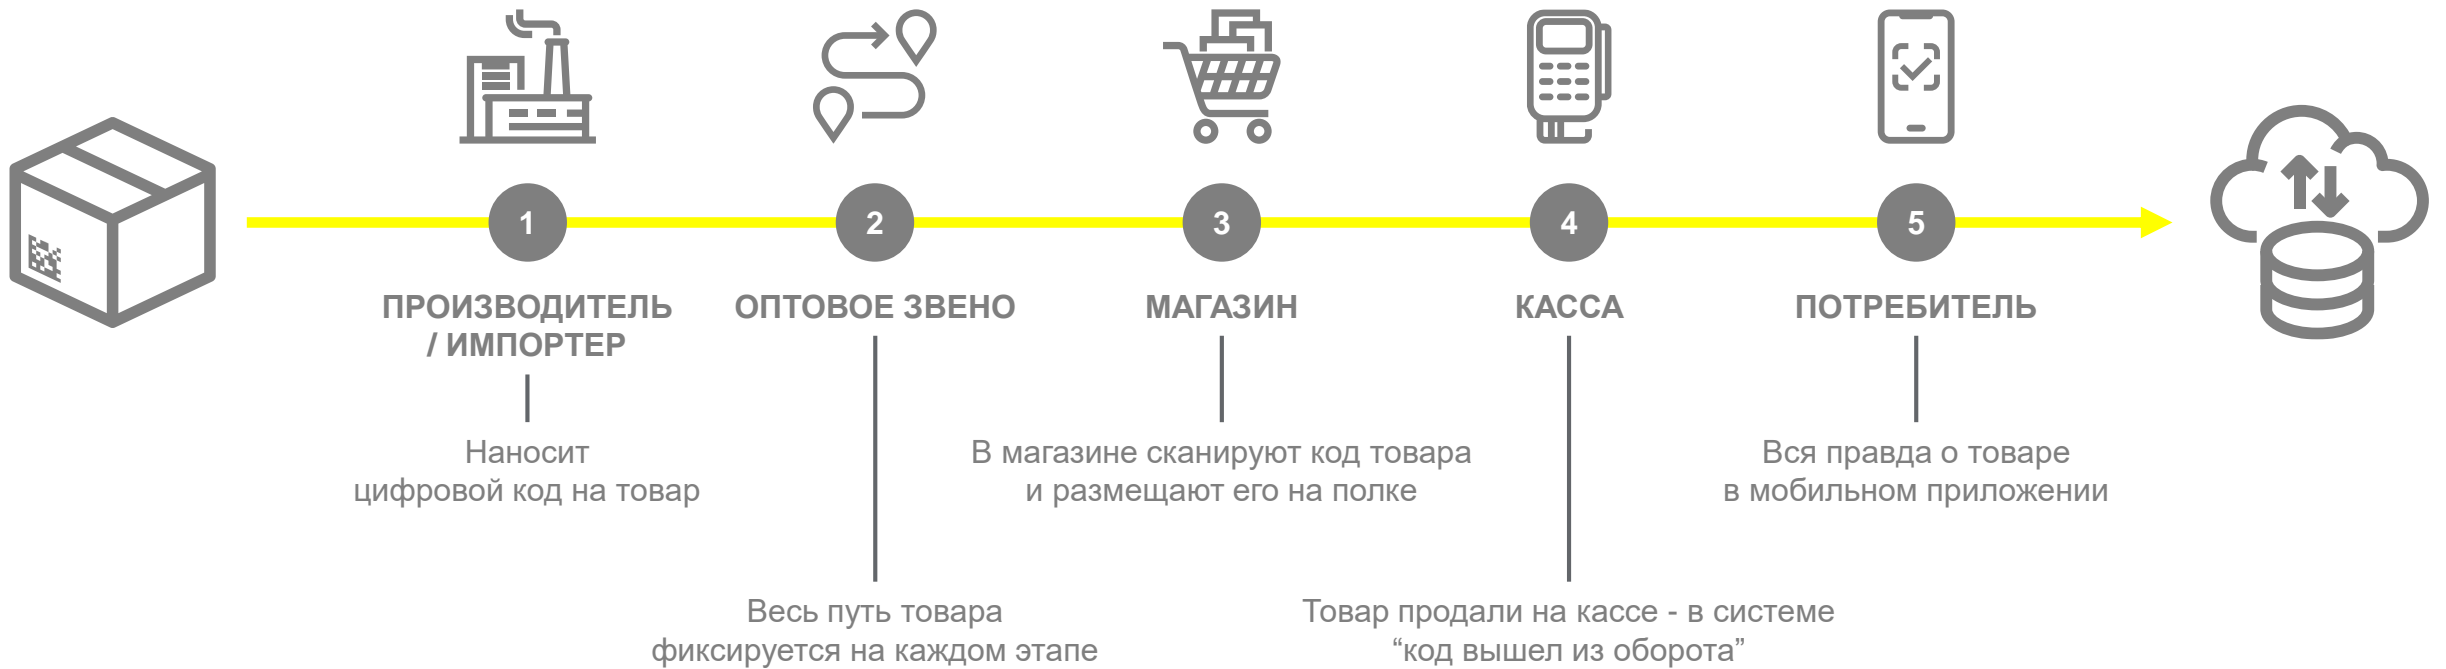 1
ПРОИЗВОДИТЕЛЬ
/ ИМПОРТЕР
Наносит
цифровой код на товар
2
ОПТОВОЕ ЗВЕНО
Весь путь товара
фиксируется на каждом этапе
3
МАГАЗИН
В магазине сканируют код товара
и размещают его на полке
4
КАССА
Товар продали на кассе - в системе
“код вышел из оборота”
5
ПОТРЕБИТЕЛЬ
Вся правда о товаре
в мобильном приложении